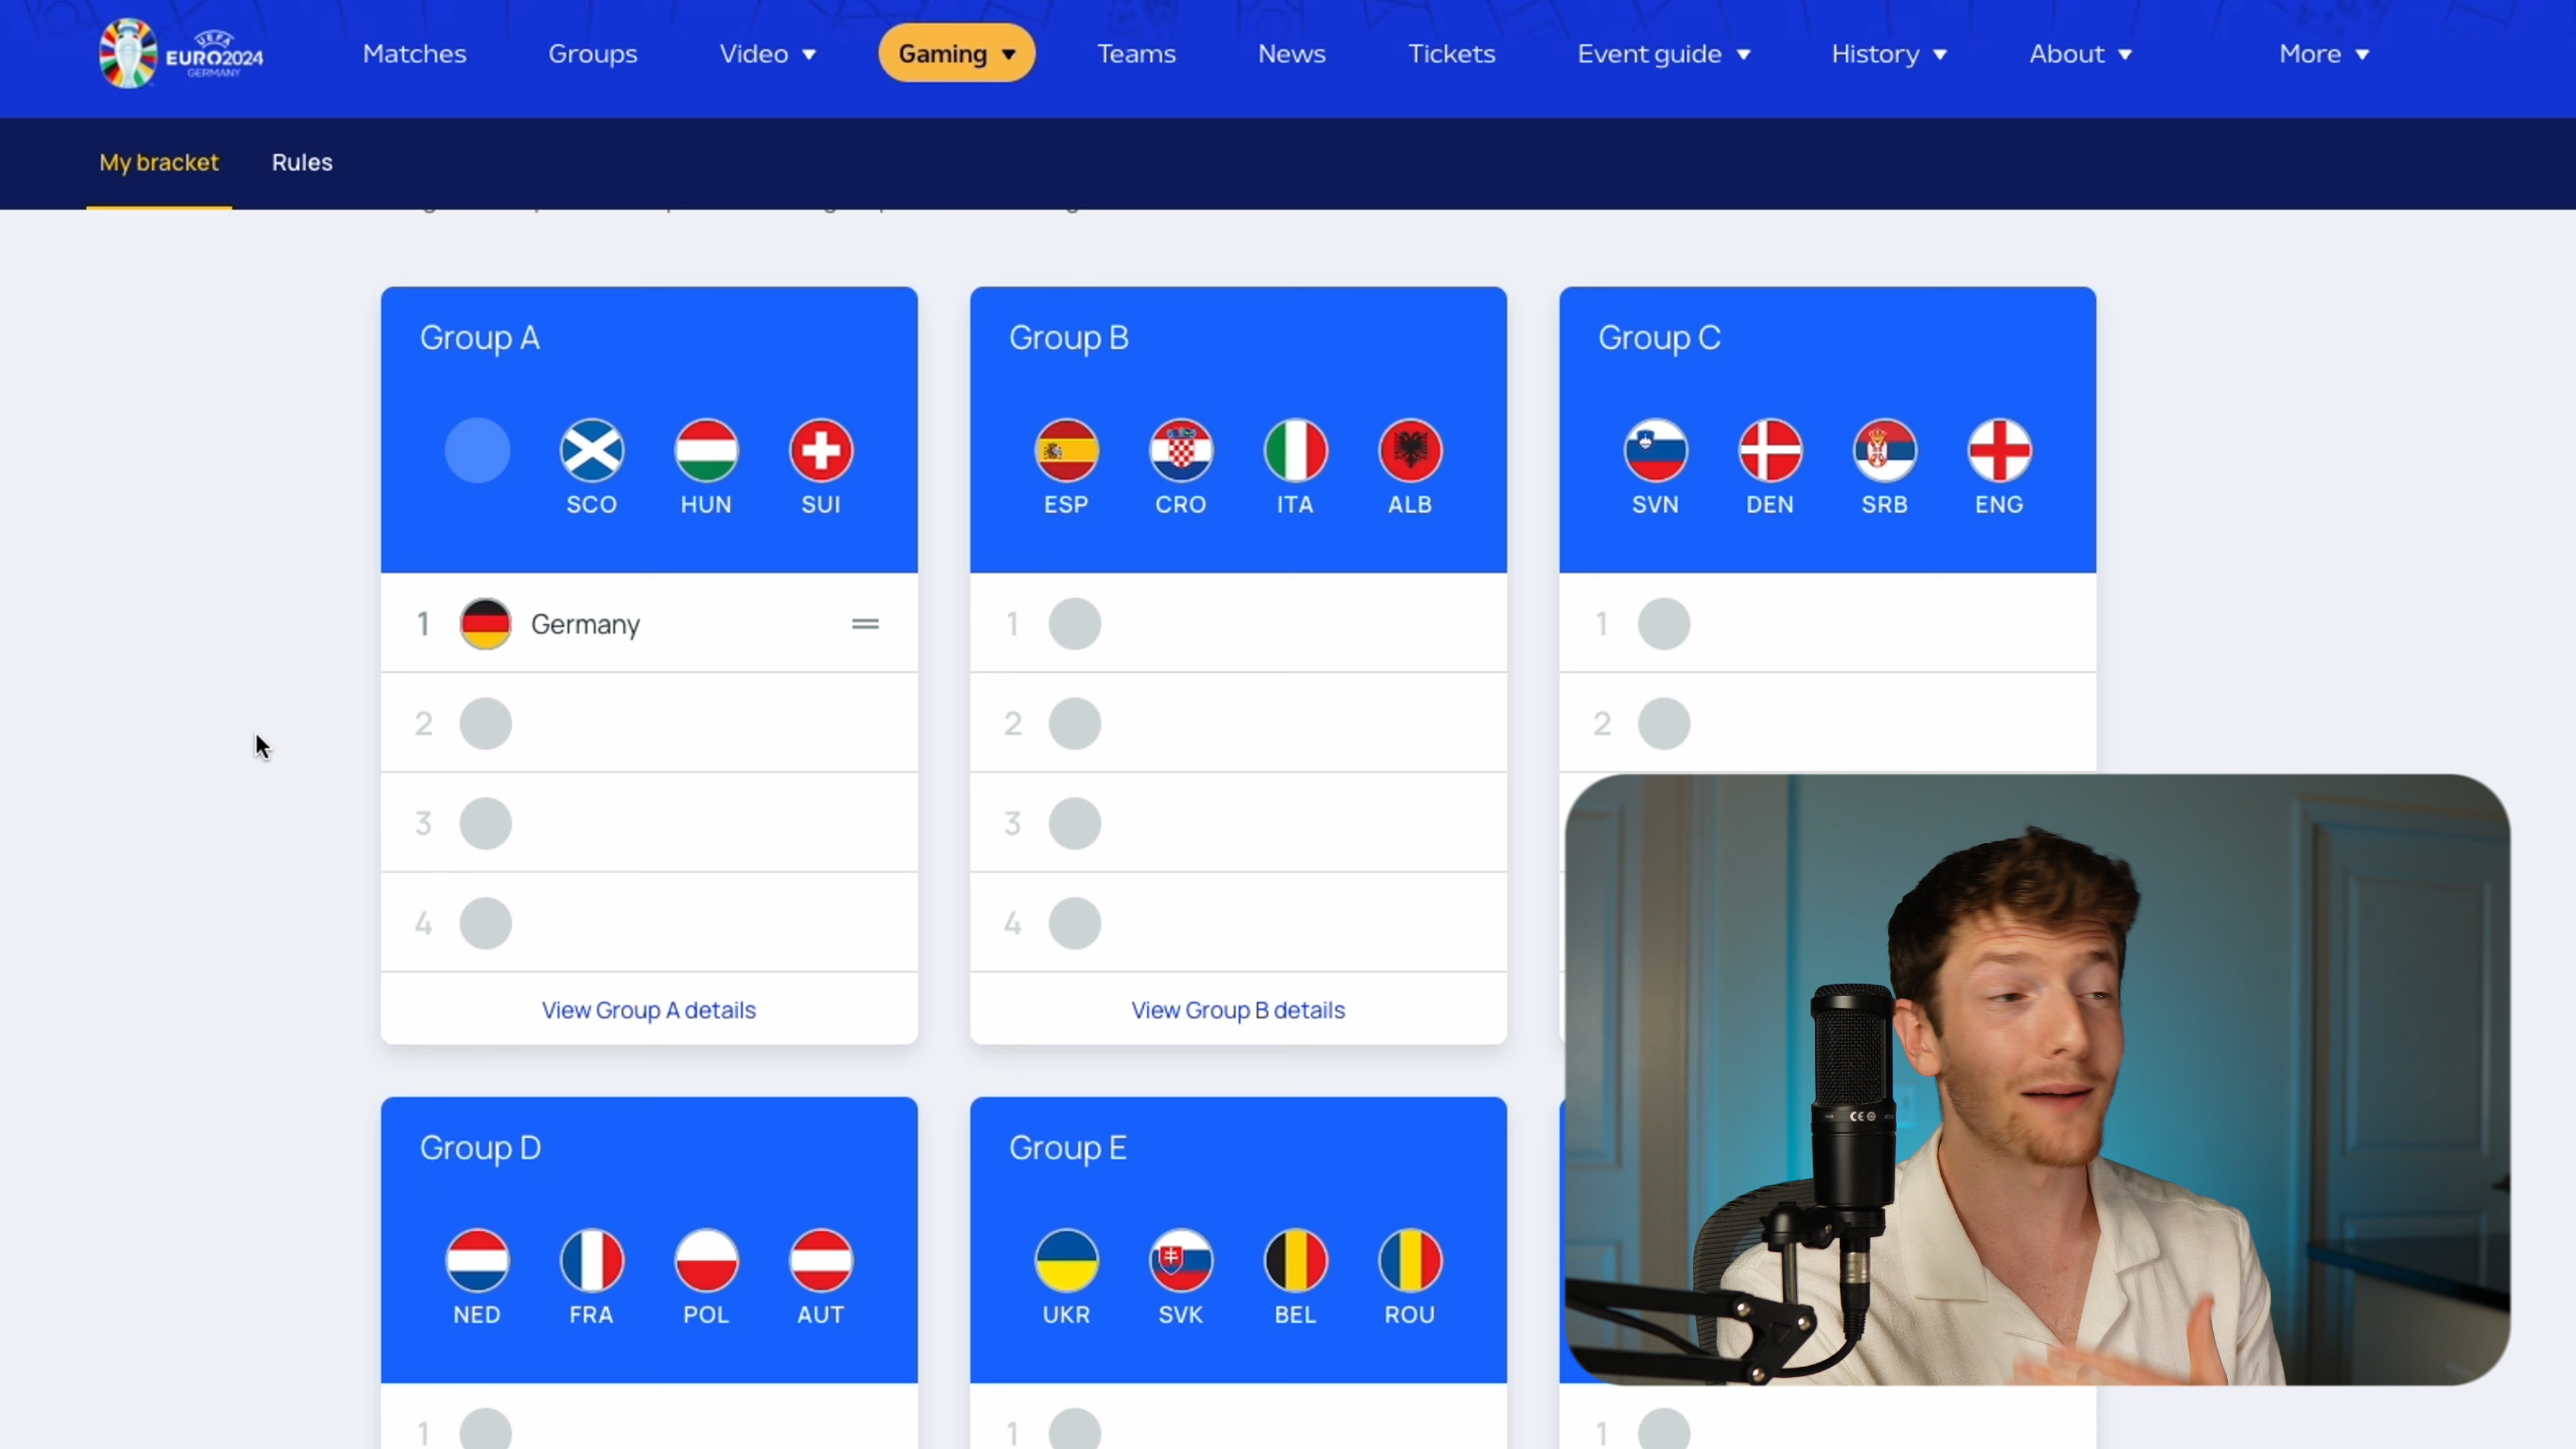 UEFA
EURO2024
GERMANY
Matches Groups Video Gaming Teams News Tickets Event guide History About More
My bracket Rules
Group A
SCO HUN SUI
1 Germany
2
3
4
View Group A details
Group B
ESP CRO ITA ALB
1
2
3
4
View Group B details
Group C
SVN DEN SRB ENG
1
2
Group D
NED FRA POL AUT
1
Group E
UKR SVK BEL ROU
1
1
CE